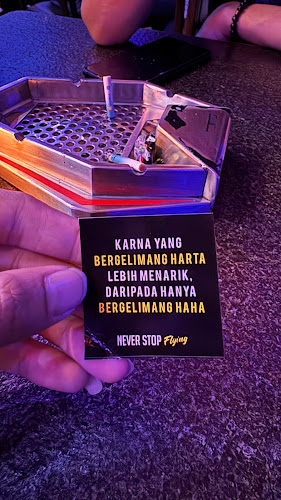 KARNA YANG
BERGELIMANG HARTA
LEBIH MENARIK,
DARIPADA HANYA
BERGELIMANG HAHA
NEVER STOP Flying